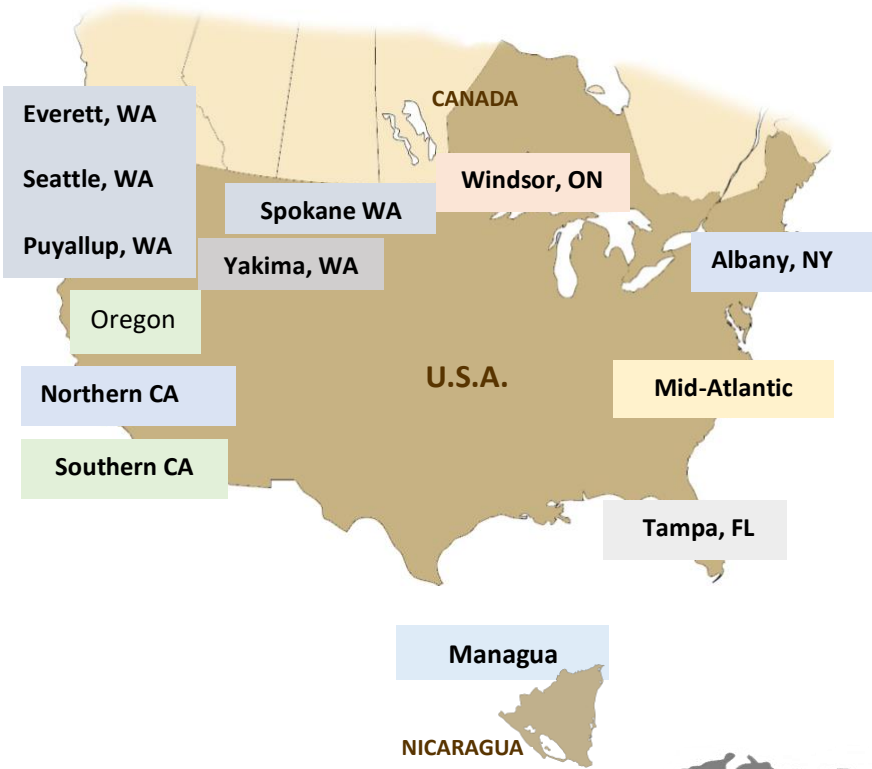 CANADA
Everett, WA
Seattle, WA
Windsor, ON
Spokane WA
Puyallup, WA
Yakima, WA
Albany, NY
Oregon
U.S.A.
Northern CA
Mid-Atlantic
Southern CA
Tampa, FL
Managua
NICARAGUA